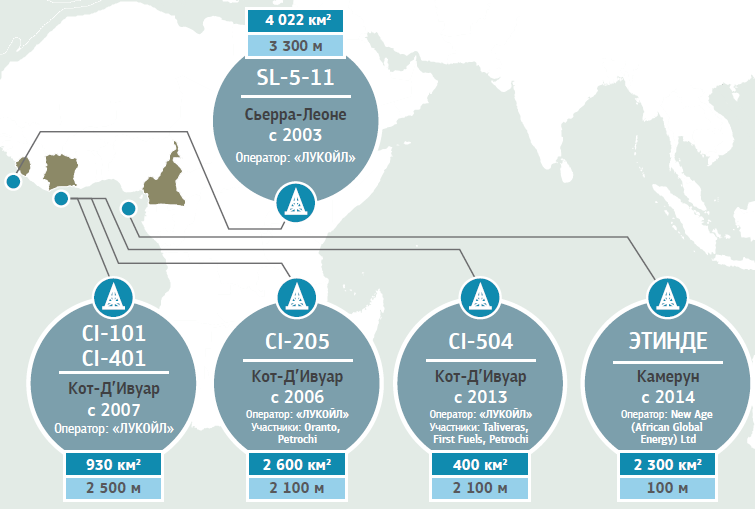 4 022 км²
3 300 м
SL-5-11
Сьерра-Леоне
с 2003
Оператор: «ЛУКОЙЛ»
CI-101
CI-401
Кот-Д'Ивуар
с 2007
Оператор: «ЛУКОЙЛ»
930 км²
2 500 м
CI-205
Кот-Д'Ивуар
с 2006
Оператор: «ЛУКОЙЛ»
Участники: Oranto,
Petrochi
2 600 км²
2 100 м
CI-504
Кот-Д'Ивуар
с 2013
Оператор: «ЛУКОЙЛ»
Участники: Taliveras,
First Fuels, Petrochi
400 км²
2 100 м
ЭТИНДЕ
Камерун
с 2014
Оператор: New Age
(African Global
Energy) Ltd
2 300 км²
100 м